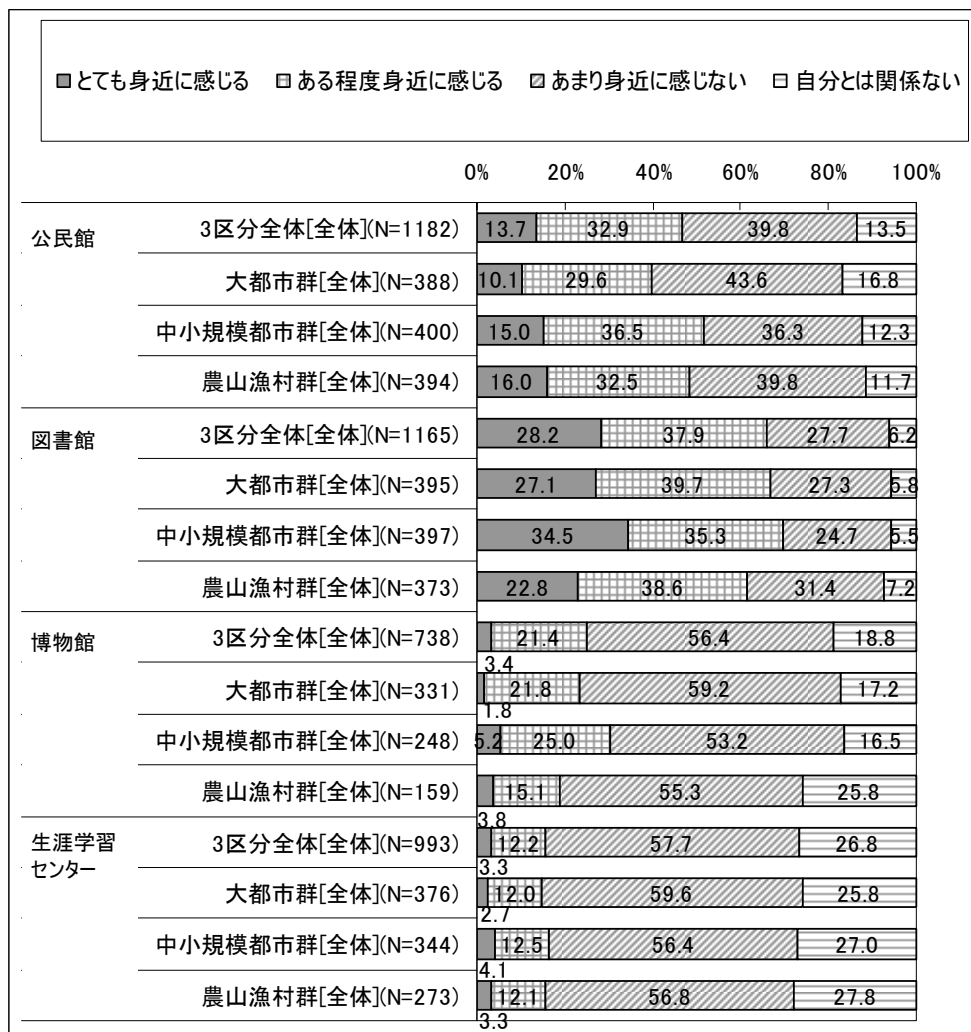 とても身近に感じる ある程度身近に感じる あまり身近に感じない 自分とは関係ない
0% 20% 40% 60% 80% 100%
公民館 3区分全体[全体](N=1182) 13.7 32.9 39.8 13.5
大都市群[全体](N=388) 10.1 29.6 43.6 16.8
中小規模都市群[全体](N=400) 15.0 36.5 36.3 12.3
農山漁村群[全体](N=394) 16.0 32.5 39.8 11.7
図書館 3区分全体[全体](N=1165) 28.2 37.9 27.7 6.2
大都市群[全体](N=395) 27.1 39.7 27.3 5.8
中小規模都市群[全体](N=397) 34.5 35.3 24.7 5.5
農山漁村群[全体](N=373) 22.8 38.6 31.4 7.2
博物館 3区分全体[全体](N=738) 21.4 56.4 18.8
3.4
大都市群[全体](N=331) 21.8 59.2 17.2
1.8
中小規模都市群[全体](N=248) 5.2 25.0 53.2 16.5
農山漁村群[全体](N=159) 15.1 55.3 25.8
3.8
生涯学習
センター
3区分全体[全体](N=993) 12.2 57.7 26.8
3.3
大都市群[全体](N=376) 12.0 59.6 25.8
2.7
中小規模都市群[全体](N=344) 12.5 56.4 27.0
4.1
農山漁村群[全体](N=273) 12.1 56.8 27.8
3.3